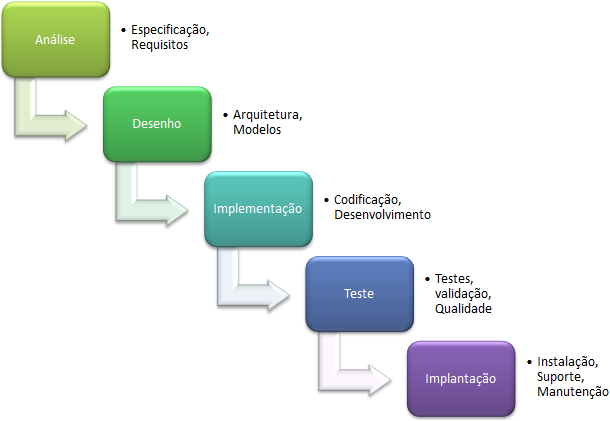 Análise
• Especificação,
Requisitos
Desenho
• Arquitetura,
Modelos
Implementação
• Codificação,
Desenvolvimento
Teste
• Testes,
validação,
Qualidade
Implantação
• Instalação,
Suporte,
Manutenção